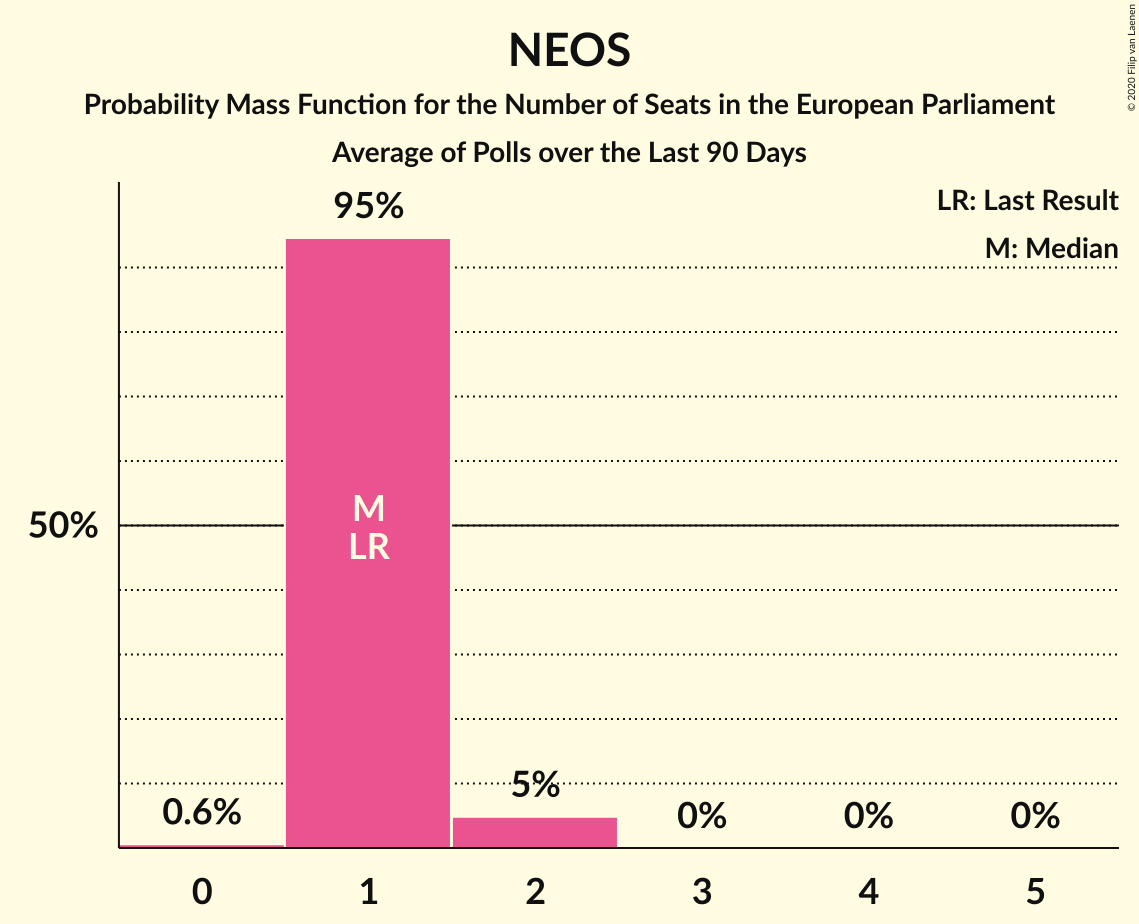 NEOS
Probability Mass Function for the Number of Seats in the European Parliament
Average of Polls over the Last 90 Days
© 2020 Filip van Laenen
LR: Last Result
M: Median
95%
50%
M
LR
0.6%
5%
0%
0%
0%
0
1
2
3
4
5